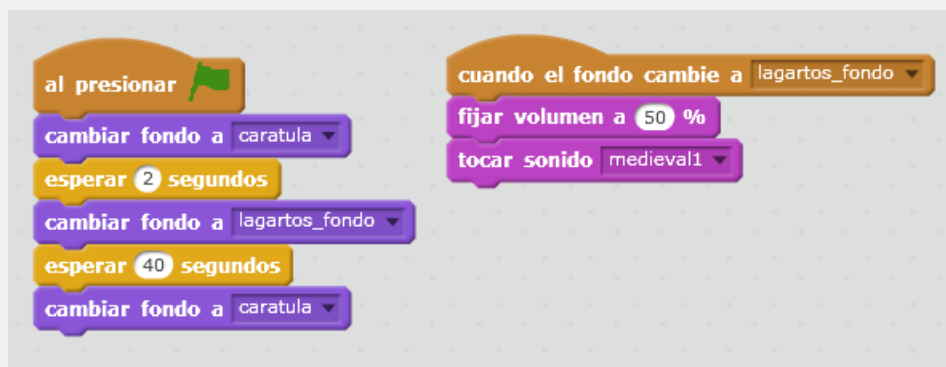 al presionar
cambiar fondo a caratula
esperar 2 segundos
cambiar fondo a lagartos_fondo
esperar 40 segundos
cambiar fondo a caratula
cuando el fondo cambie a lagartos_fondo
fijar volumen a 50 %
tocar sonido medieval1